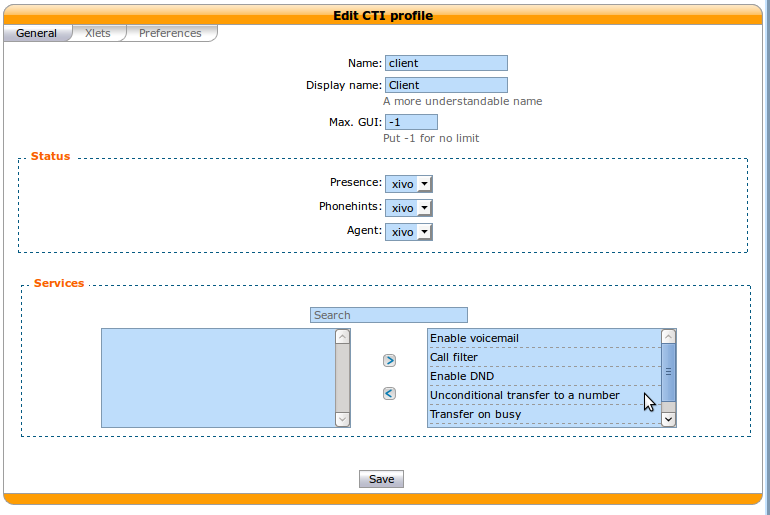 Edit CTI profile
General Xlets Preferences
Name: client
Display name: Client
A more understandable name
Max. GUI: -1
Put -1 for no limit
Status
Presence: xivo
Phonehints: xivo
Agent: xivo
Services
Search
Enable voicemail
Call filter
Enable DND
Unconditional transfer to a number
Transfer on busy
Save